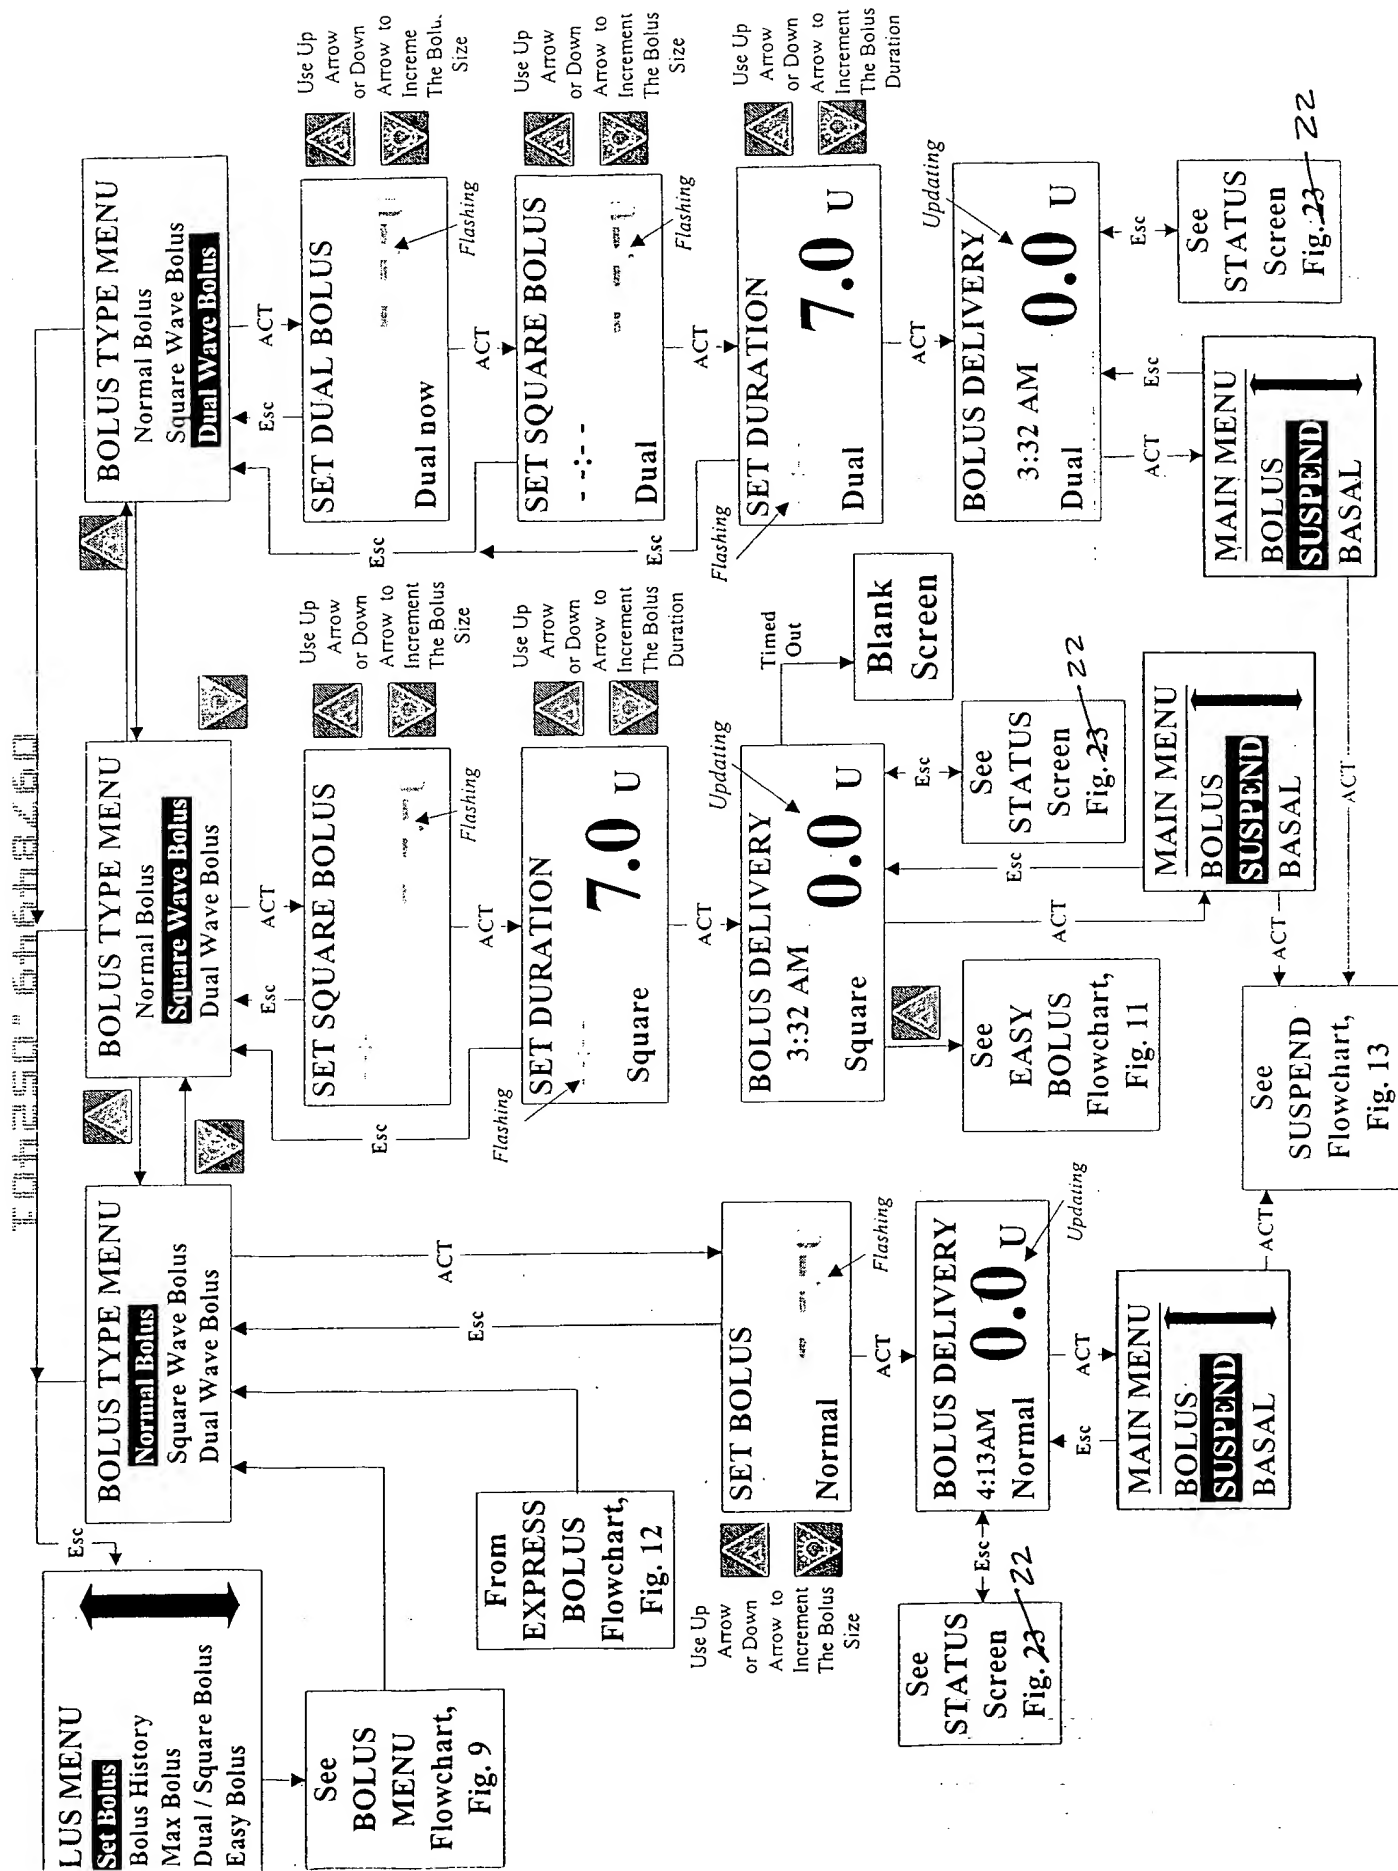 LUS MENU
Set Bolus
Bolus History
Max Bolus
Dual / Square Bolus
Easy Bolus
Esc
See
BOLUS
MENU
Flowchart,
Fig. 9
BOLUS TYPE MENU
Normal Bolus
Square Wave Bolus
Dual Wave Bolus
From
EXPRESS
BOLUS
Flowchart,
Fig. 12
Esc
ACT
Use Up
Arrow
or Down
Arrow to
Increment
The Bolus
Size
SET BOLUS
Normal
Flashing
ACT
See
STATUS
Screen
Fig. 23 22
Esc
BOLUS DELIVERY
4:13AM
0.0 U
Normal
Updating
Esc
ACT
MAIN MENU
BOLUS
SUSPEND
BASAL
ACT
See
SUSPEND
Flowchart,
Fig. 13
BOLUS TYPE MENU
Normal Bolus
Square Wave Bolus
Dual Wave Bolus
Esc
ACT
Esc
SET SQUARE BOLUS
-:--
Flashing
Use Up
Arrow
or Down
Arrow to
Increment
The Bolus
Size
ACT
SET DURATION
Flashing
7.0 U
Square
Use Up
Arrow
or Down
Arrow to
Increment
The Bolus
Duration
ACT
BOLUS DELIVERY
3:32 AM
0.0 U
Square
Updating
Timed
Out
Blank
Screen
See
EASY
BOLUS
Flowchart,
Fig. 11
ACT
Esc
Esc
See
STATUS
Screen
Fig. 23 22
MAIN MENU
BOLUS
SUSPEND
BASAL
ACT
BOLUS TYPE MENU
Normal Bolus
Square Wave Bolus
Dual Wave Bolus
Esc
ACT
SET DUAL BOLUS
Dual now
Flashing
Use Up
Arrow
or Down
Arrow to
Increme
The Bolu
Size
Esc
ACT
SET SQUARE BOLUS
-:--
Dual
Flashing
Use Up
Arrow
or Down
Arrow to
Increment
The Bolus
Size
Esc
ACT
SET DURATION
Flashing
7.0 U
Dual
Use Up
Arrow
or Down
Arrow to
Increment
The Bolus
Duration
ACT
BOLUS DELIVERY
3:32 AM
0.0 U
Dual
Updating
ACT
Esc
Esc
See
STATUS
Screen
Fig. 23 22
MAIN MENU
BOLUS
SUSPEND
BASAL
ACT